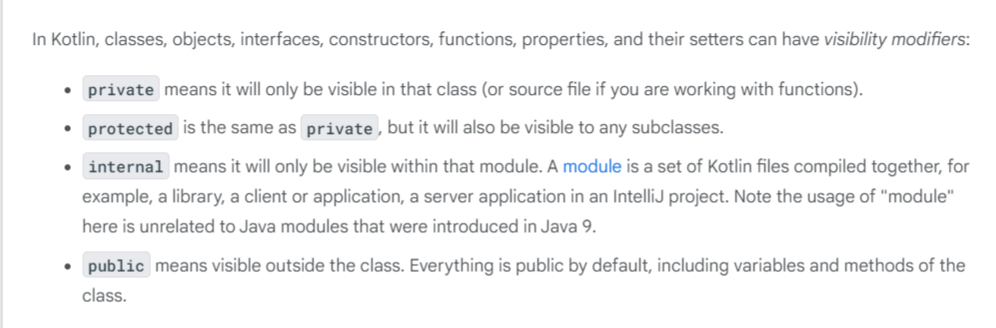 In Kotlin, classes, objects, interfaces, constructors, functions, properties, and their setters can have visibility modifiers:
• private means it will only be visible in that class (or source file if you are working with functions).
• protected is the same as private, but it will also be visible to any subclasses.
• internal means it will only be visible within that module. A module is a set of Kotlin files compiled together, for
example, a library, a client or application, a server application in an IntelliJ project. Note the usage of "module"
here is unrelated to Java modules that were introduced in Java 9.
• public means visible outside the class. Everything is public by default, including variables and methods of the
class.